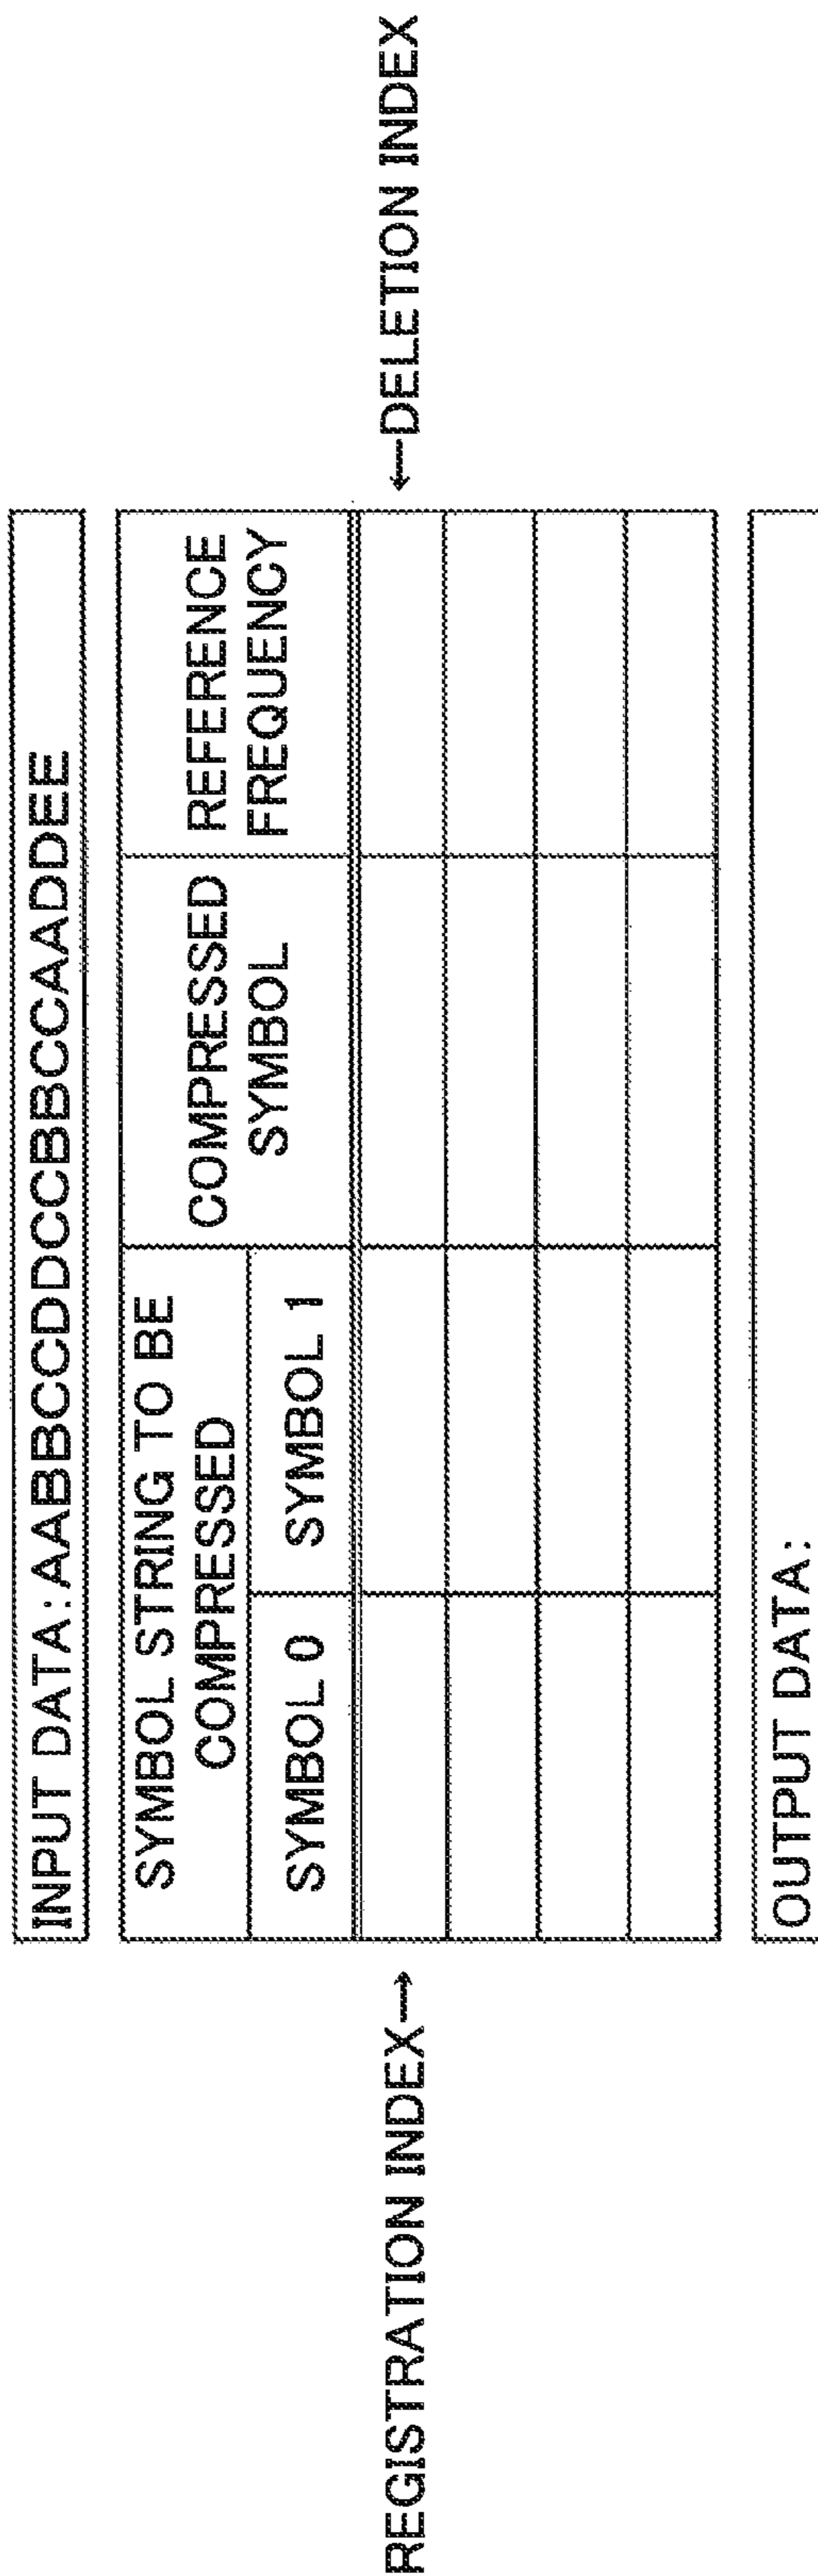 INPUT DATA:AABBCCDDCCBBCCAADDEE
SYMBOL STRING TO BE
COMPRESSED
SYMBOL 0
SYMBOL 1
COMPRESSED
SYMBOL
REFERENCE
FREQUENCY
REGISTRATION INDEX→
←DELETION INDEX
OUTPUT DATA: